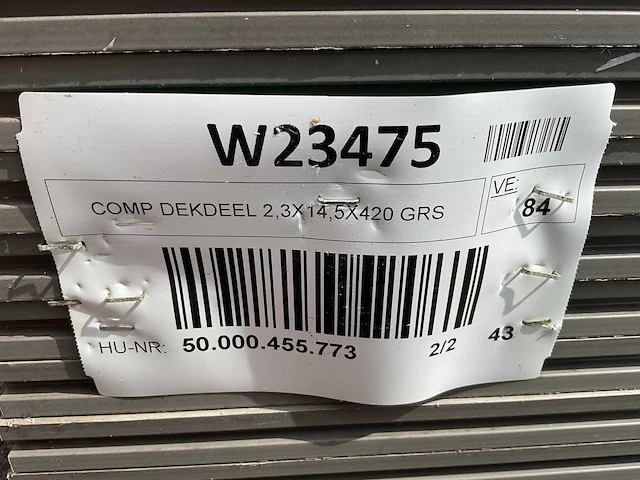 W23475
COMP DEKDEEL 2,3X14,5X420 GRS
VE:
84
HU-NR: 50.000.455.773
2/2
43